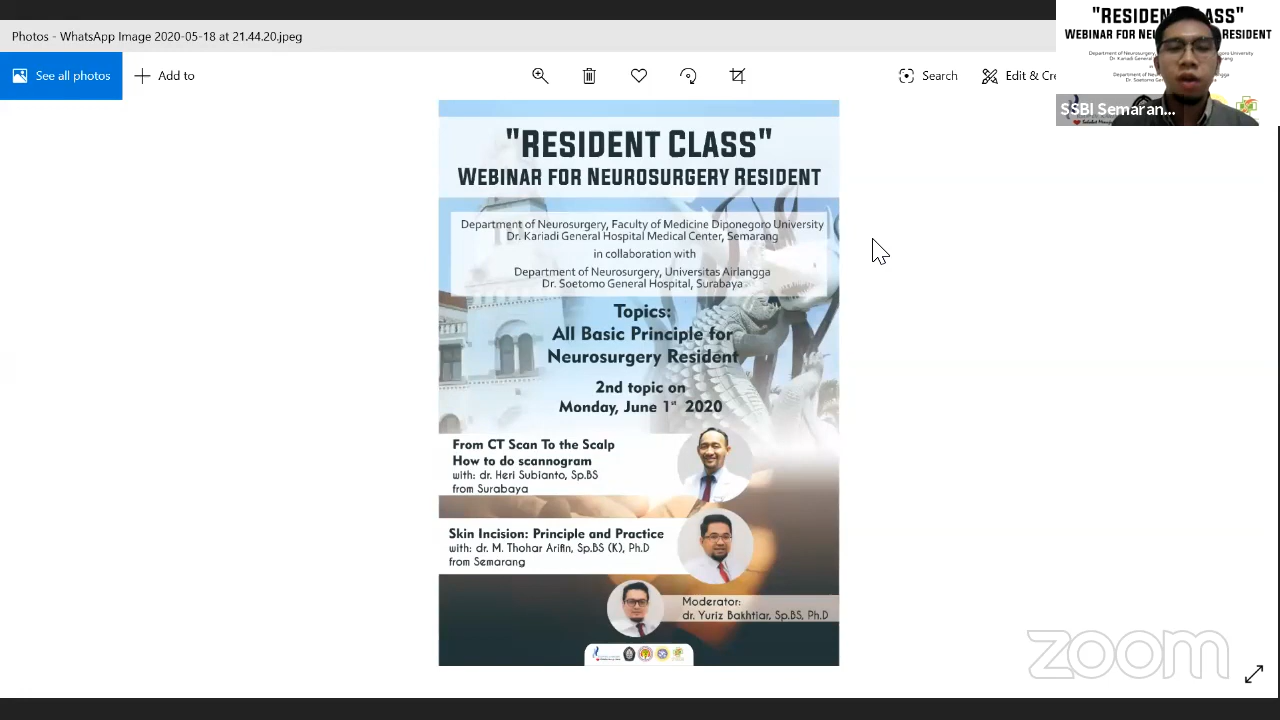 Photos - WhatsApp Image 2020-05-18 at 21.44.20.jpeg
See all photos
Add to
Search
Edit & Cre
"RESIDENT CLASS"
WEBINAR FOR NEUROSURGERY RESIDENT
Department of Neurosurgery, Faculty of Medicine Diponegoro University
Dr. Kariadi General Hospital Medical Center, Semarang
in collaboration with
Department of Neurosurgery, Universitas Airlangga
Dr. Soetomo General Hospital, Surabaya
Topics:
All Basic Principle for
Neurosurgery Resident
2nd topic on
Monday, June 1st 2020
From CT Scan To the Scalp
How to do scannogram
with: dr. Heri Subianto, Sp.BS
from Surabaya
Skin Incision: Principle and Practice
with: dr. M. Thohar Arifin, Sp.BS (K), Ph.D
from Semarang
Moderator:
dr. Yuriz Bakhtiar, Sp.BS, Ph.D
SSBI Semaran...
zoom